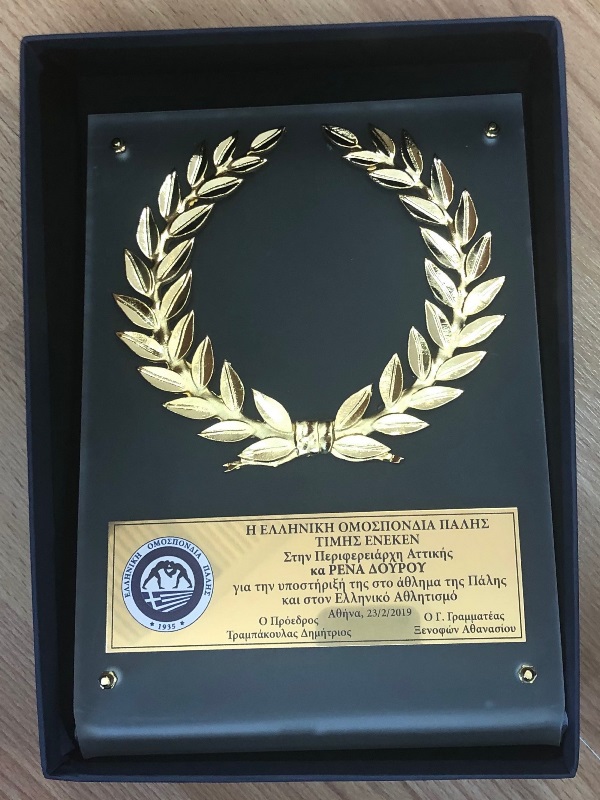 Η ΕΛΛΗΝΙΚΗ ΟΜΟΣΠΟΝΔΙΑ ΠΑΛΗΣ
ΤΙΜΗΣ ΕΝΕΚΕΝ
Στην Περιφερειάρχη Αττικής
κα ΡΕΝΑ ΔΟΥΡΟΥ
για την υποστήριξή της στο άθλημα της Πάλης
και στον Ελληνικό Αθλητισμό
Αθήνα, 23/2/2019
Ο Πρόεδρος
Τραμπάκουλας Δημήτριος
Ο Γ. Γραμματέας
Ξενοφών Αθανασίου
ΕΛΛΗΝΙΚΗ ΟΜΟΣΠΟΝΔΙΑ ΠΑΛΗΣ
★ 1935 ★